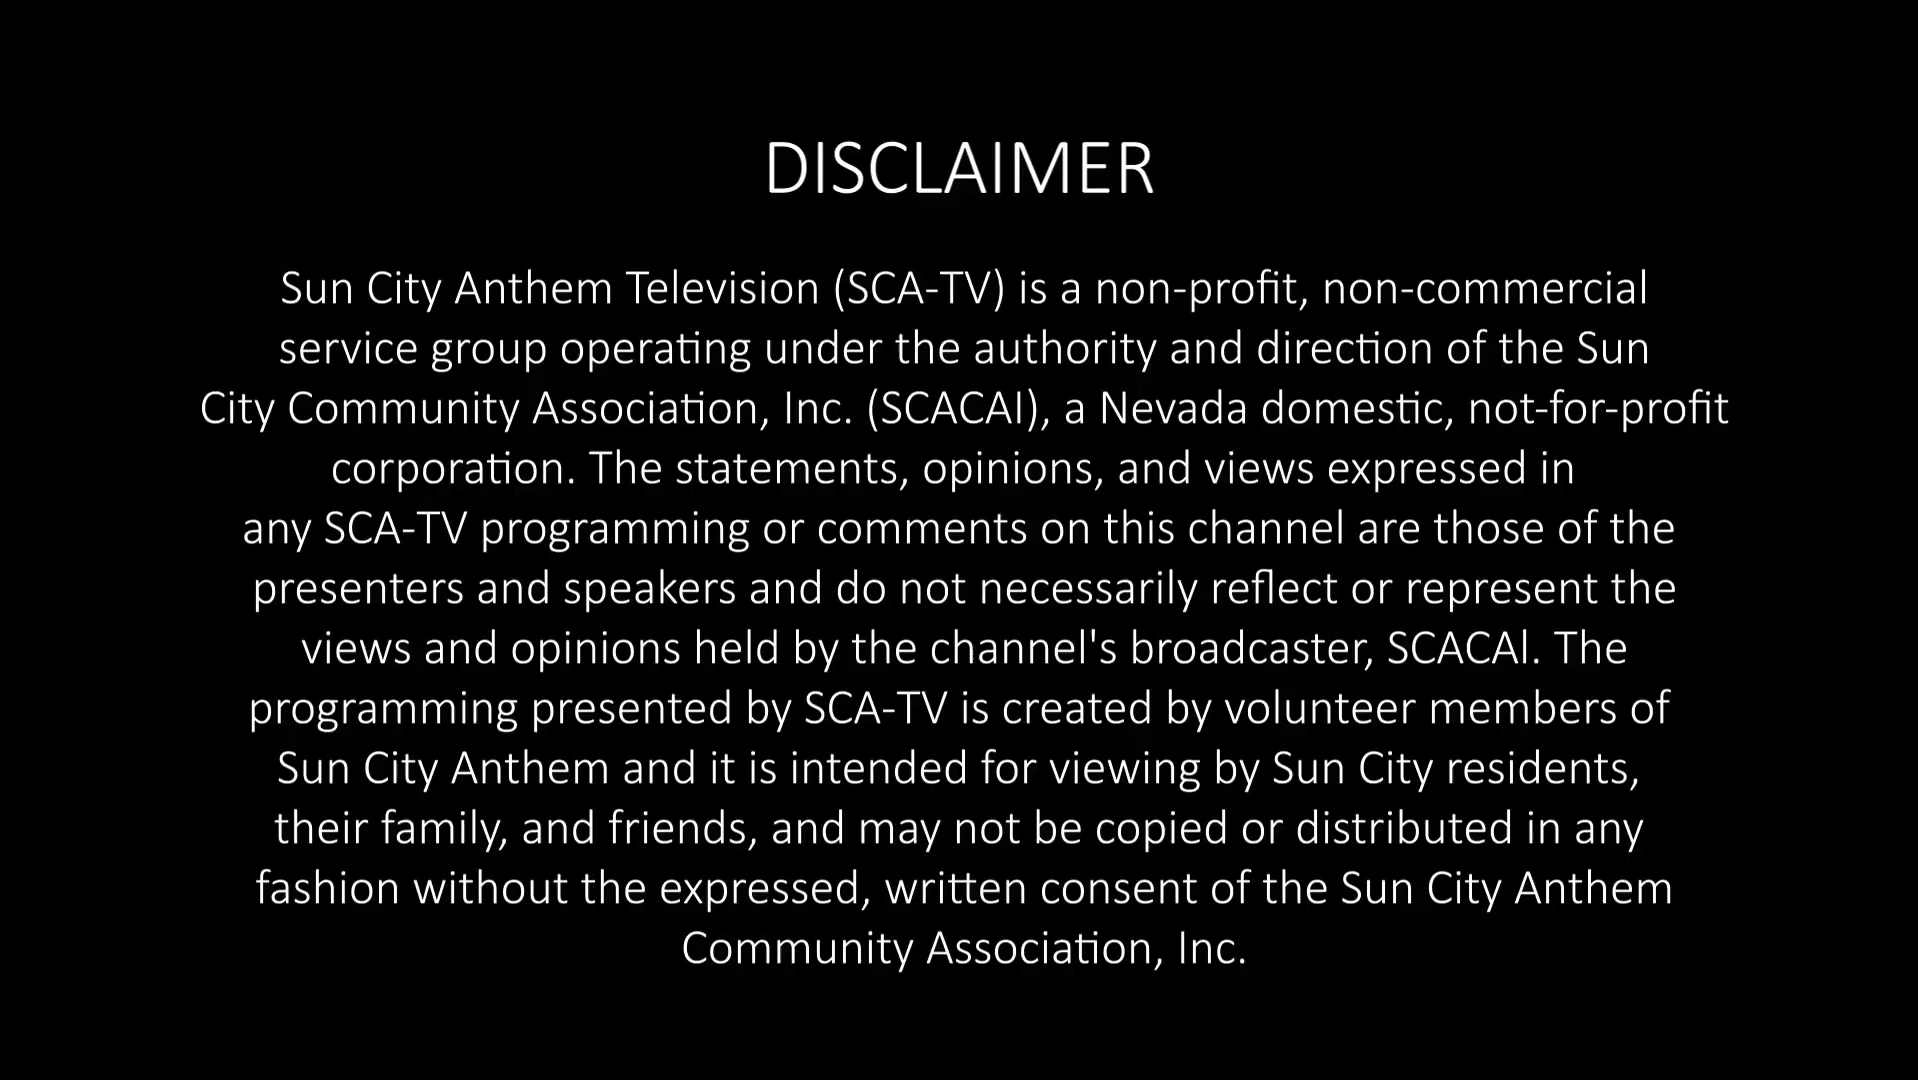 DISCLAIMER
Sun City Anthem Television (SCA-TV) is a non-profit, non-commercial
service group operating under the authority and direction of the Sun
City Community Association, Inc. (SCACAI), a Nevada domestic, not-for-profit
corporation. The statements, opinions, and views expressed in
any SCA-TV programming or comments on this channel are those of the
presenters and speakers and do not necessarily reflect or represent the
views and opinions held by the channel's broadcaster, SCACAl. The
programming presented by SCA-TV is created by volunteer members of
Sun City Anthem and it is intended for viewing by Sun City residents,
their family, and friends, and may not be copied or distributed in any
fashion without the expressed, written consent of the Sun City Anthem
Community Association, Inc.